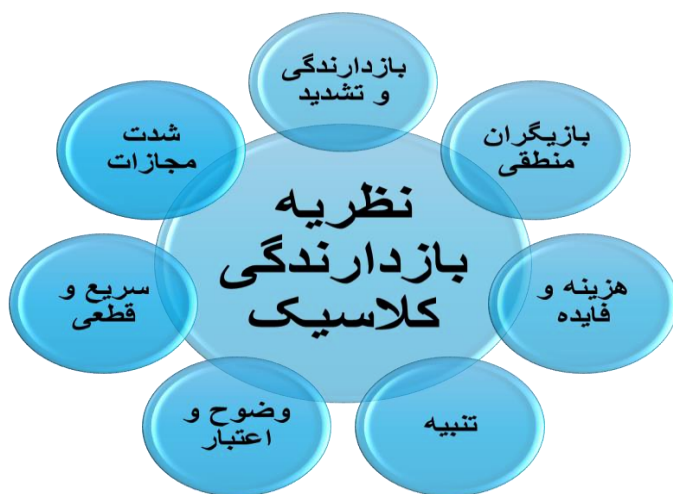 بازدارندگی
و تشدید
بازیگران
منطقی
هزینه و
فایده
تنبیه
وضوح و
اعتبار
سریع و
قطعی
شدت
مجازات
نظریه
بازدارندگی
کلاسیک